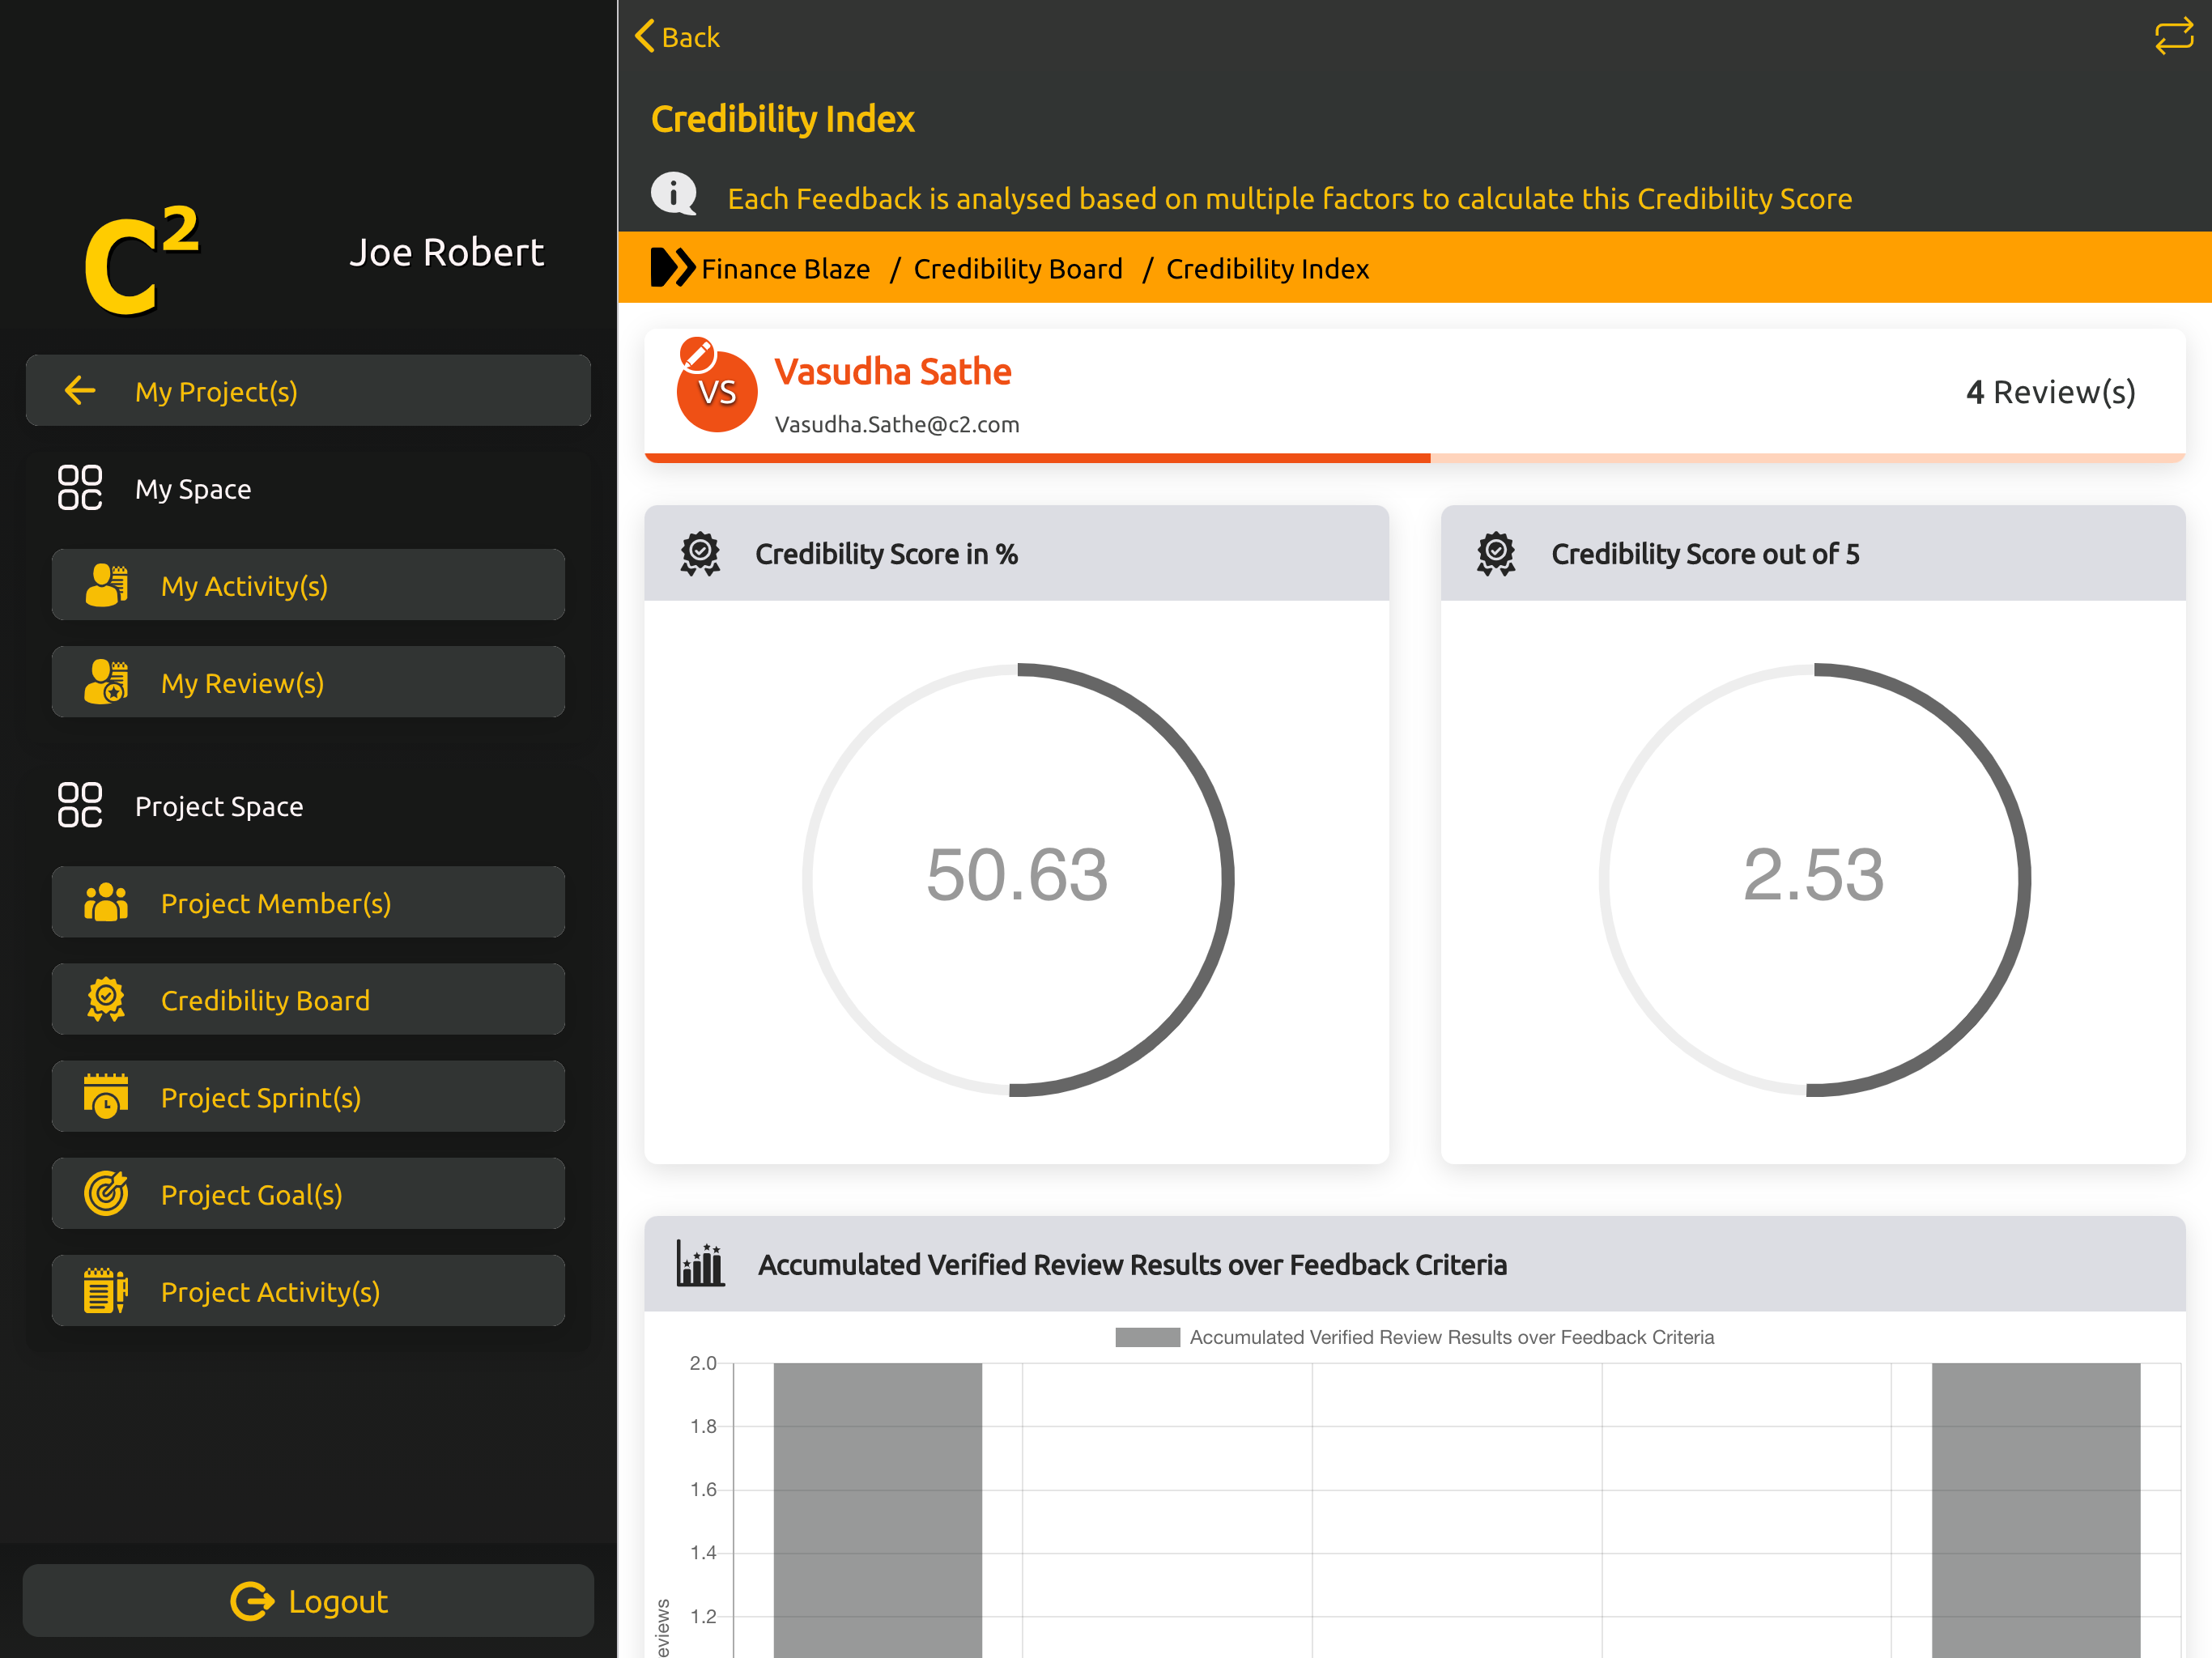 C²
Joe Robert
My Project(s)
My Space
My Activity(s)
My Review(s)
Project Space
Project Member(s)
Credibility Board
Project Sprint(s)
Project Goal(s)
Project Activity(s)
Logout
Back
Credibility Index
Each Feedback is analysed based on multiple factors to calculate this Credibility Score
Finance Blaze / Credibility Board / Credibility Index
VS
Vasudha Sathe
Vasudha.Sathe@c2.com
4 Review(s)
Credibility Score in %
50.63
Credibility Score out of 5
2.53
Accumulated Verified Review Results over Feedback Criteria
Accumulated Verified Review Results over Feedback Criteria
2.0
1.8
1.6
1.4
1.2